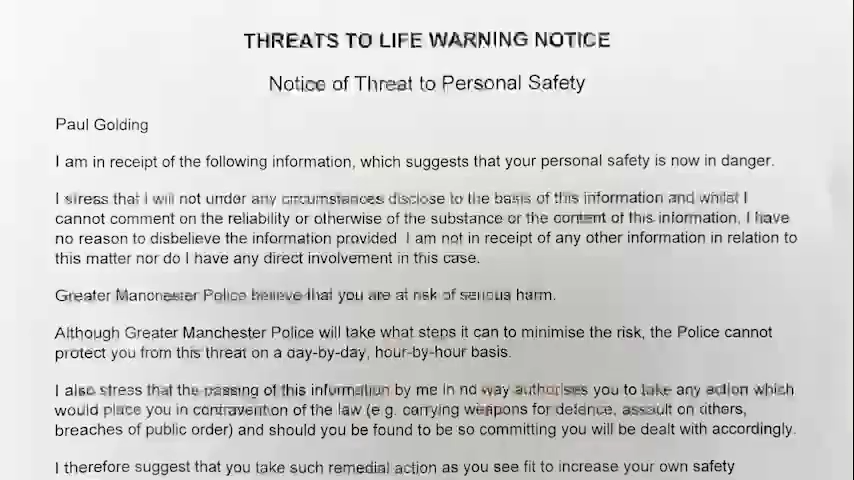 THREATS TO LIFE WARNING NOTICE
Notice of Threat to Personal Safety
Paul Golding
I am in receipt of the following information, which suggests that your personal safety is now in danger.
I stress that I will not under any circumstances disclose to the basis of this information and whilst I
cannot comment on the reliability or otherwise of the substance or the content of this information, I have
no reason to disbelieve the information provided. I am not in receipt of any other information in relation to
this matter nor do I have any direct involvement in this case.
Greater Manchester Police believe that you are at risk of serious harm.
Although Greater Manchester Police will take what steps it can to minimise the risk, the Police cannot
protect you from this threat on a day-by-day, hour-by-hour basis.
I also stress that the passing of this information by me in no way authorises you to take any action which
would place you in contravention of the law (e.g. carrying weapons for defence, assault on others,
breaches of public order) and should you be found to be so committing you will be dealt with accordingly.
I therefore suggest that you take such remedial action as you see fit to increase your own safety